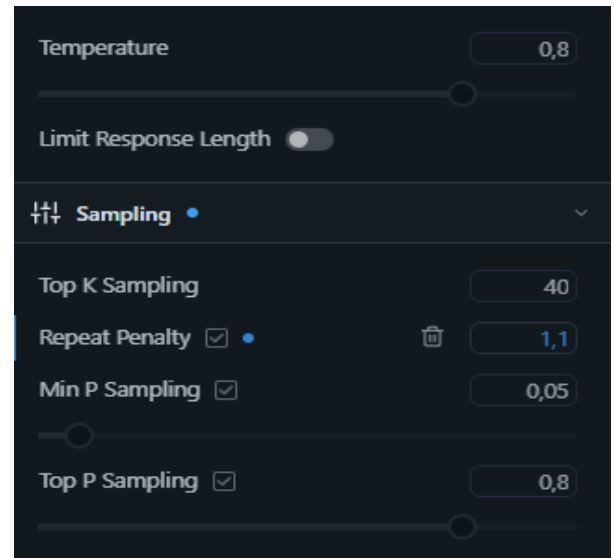 Temperature 0,8
Limit Response Length
Sampling
Top K Sampling 40
Repeat Penalty 1,1
Min P Sampling 0,05
Top P Sampling 0,8